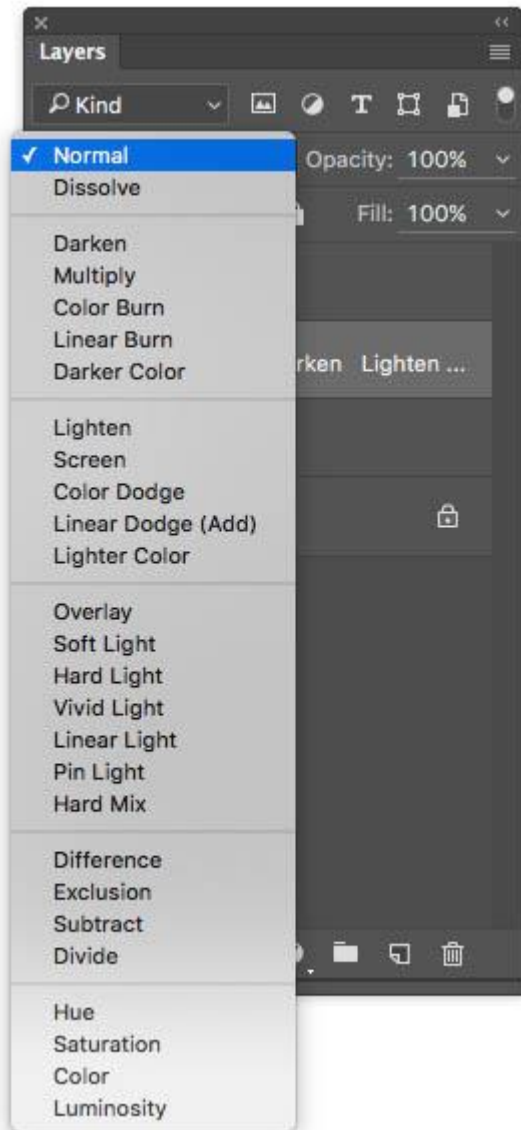 Layers
Kind
Normal Opacity: 100%
Dissolve
Fill: 100%
Darken
Multiply
Color Burn
Linear Burn
Darker Color
rken Lighten ...
Lighten
Screen
Color Dodge
Linear Dodge (Add)
Lighter Color
Overlay
Soft Light
Hard Light
Vivid Light
Linear Light
Pin Light
Hard Mix
Difference
Exclusion
Subtract
Divide
Hue
Saturation
Color
Luminosity